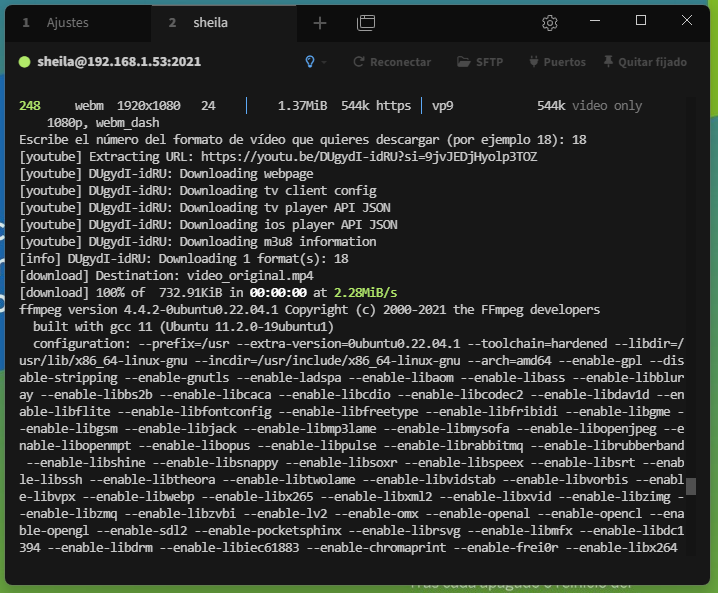 1 Ajustes 2 sheila
sheila@192.168.1.53:2021 Reconectar SFTP Puertos Quitar fijado
248 webm 1920x1080 24 | 1.37MiB 544k https | vp9 544k video only
1080p, webm_dash
Escribe el número del formato de vídeo que quieres descargar (por ejemplo 18): 18
[youtube] Extracting URL: https://youtu.be/DUgydI-idRU?si=9jvJEDjHyolp3TOZ
[youtube] DUgydI-idRU: Downloading webpage
[youtube] DUgydI-idRU: Downloading tv client config
[youtube] DUgydI-idRU: Downloading tv player API JSON
[youtube] DUgydI-idRU: Downloading ios player API JSON
[youtube] DUgydI-idRU: Downloading m3u8 information
[info] DUgydI-idRU: Downloading 1 format(s): 18
[download] Destination: video_original.mp4
[download] 100% of 732.91KiB in 00:00:00 at 2.28MiB/s
ffmpeg version 4.4.2-0ubuntu0.22.04.1 Copyright (c) 2000-2021 the FFmpeg developers
built with gcc 11 (Ubuntu 11.2.0-19ubuntu1)
configuration: --prefix=/usr --extra-version=0ubuntu0.22.04.1 --toolchain=hardened --libdir=/
usr/lib/x86_64-linux-gnu --incdir=/usr/include/x86_64-linux-gnu --arch=amd64 --enable-gpl --dis
able-stripping --enable-gnutls --enable-ladspa --enable-libaom --enable-libass --enable-libblur
ay --enable-libbs2b --enable-libcaca --enable-libcdio --enable-libcodec2 --enable-libdav1d --en
able-libflite --enable-libfontconfig --enable-libfreetype --enable-libfribidi --enable-libgme -
-enable-libgsm --enable-libjack --enable-libmp3lame --enable-libmysofa --enable-libopenjpeg --e
nable-libopenmpt --enable-libopus --enable-libpulse --enable-librabbitmq --enable-librubberband
--enable-libshine --enable-libsnappy --enable-libsoxr --enable-libspeex --enable-libsrt --enab
le-libssh --enable-libtheora --enable-libtwolame --enable-libvidstab --enable-libvorbis --enabl
e-libvpx --enable-libwebp --enable-libx265 --enable-libxml2 --enable-libxvid --enable-libzimg -
-enable-libzmq --enable-libzvbi --enable-lv2 --enable-omx --enable-openal --enable-opencl --ena
ble-opengl --enable-sdl2 --enable-pocketsphinx --enable-librsvg --enable-libmfx --enable-libdc1
394 --enable-libdrm --enable-libiec61883 --enable-chromaprint --enable-frei0r --enable-libx264